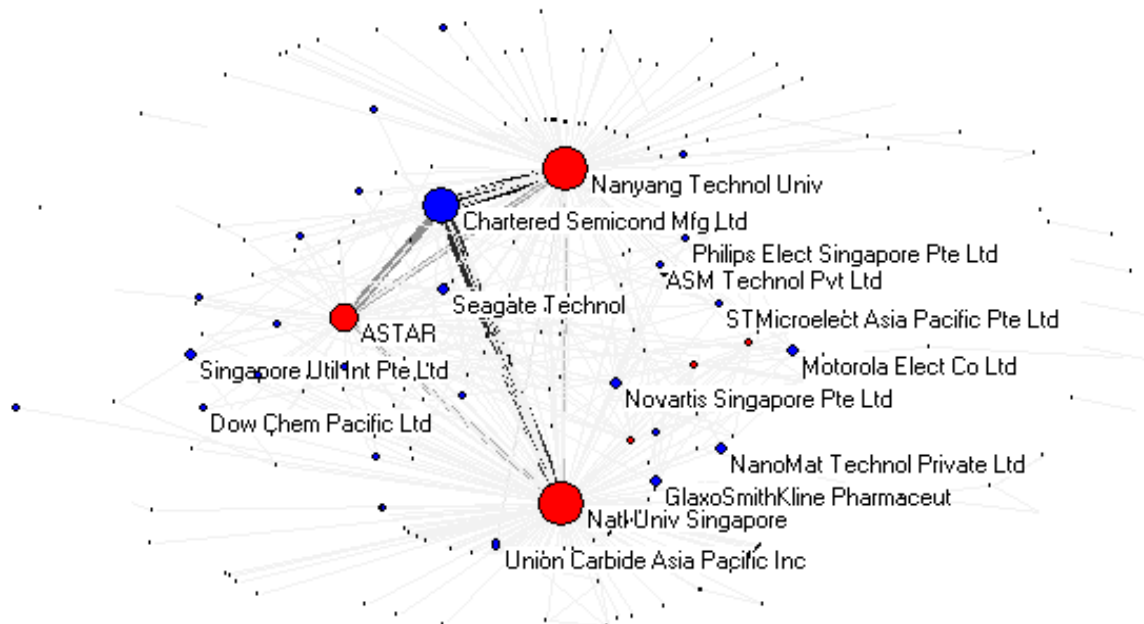 Nanyang Technol Univ
Chartered Semicond Mfg Ltd
Philips Elect Singapore Pte Ltd
ASM Technol Pvt Ltd
Seagate Technol
STMicroelect Asia Pacific Pte Ltd
ASTAR
Motorola Elect Co Ltd
Singapore Util Int Pte Ltd
Novartis Singapore Pte Ltd
Dow Chem Pacific Ltd
NanoMat Technol Private Ltd
GlaxoSmithKline Pharmaceut
Natl Univ Singapore
Union Carbide Asia Pacific Inc